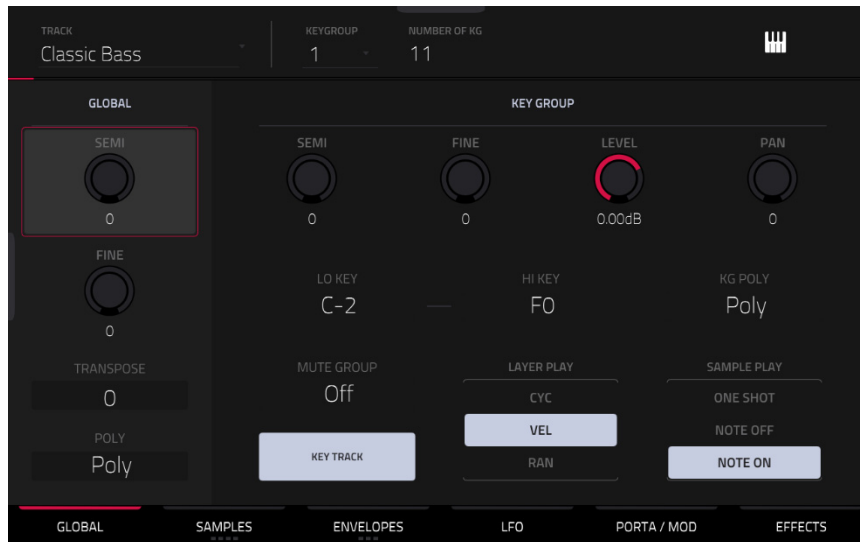 TRACK KEYGROUP NUMBER OF KG
Classic Bass 1 11
GLOBAL KEY GROUP
SEMI SEMI FINE LEVEL PAN
0 0 0 0.00dB 0
FINE
0
LO KEY HI KEY KG POLY
C-2 — F0 Poly
TRANSPOSE MUTE GROUP LAYER PLAY SAMPLE PLAY
0 Off CYC ONE SHOT
POLY VEL NOTE OFF
Poly KEY TRACK RAN NOTE ON
GLOBAL SAMPLES ENVELOPES LFO PORTA / MOD EFFECTS